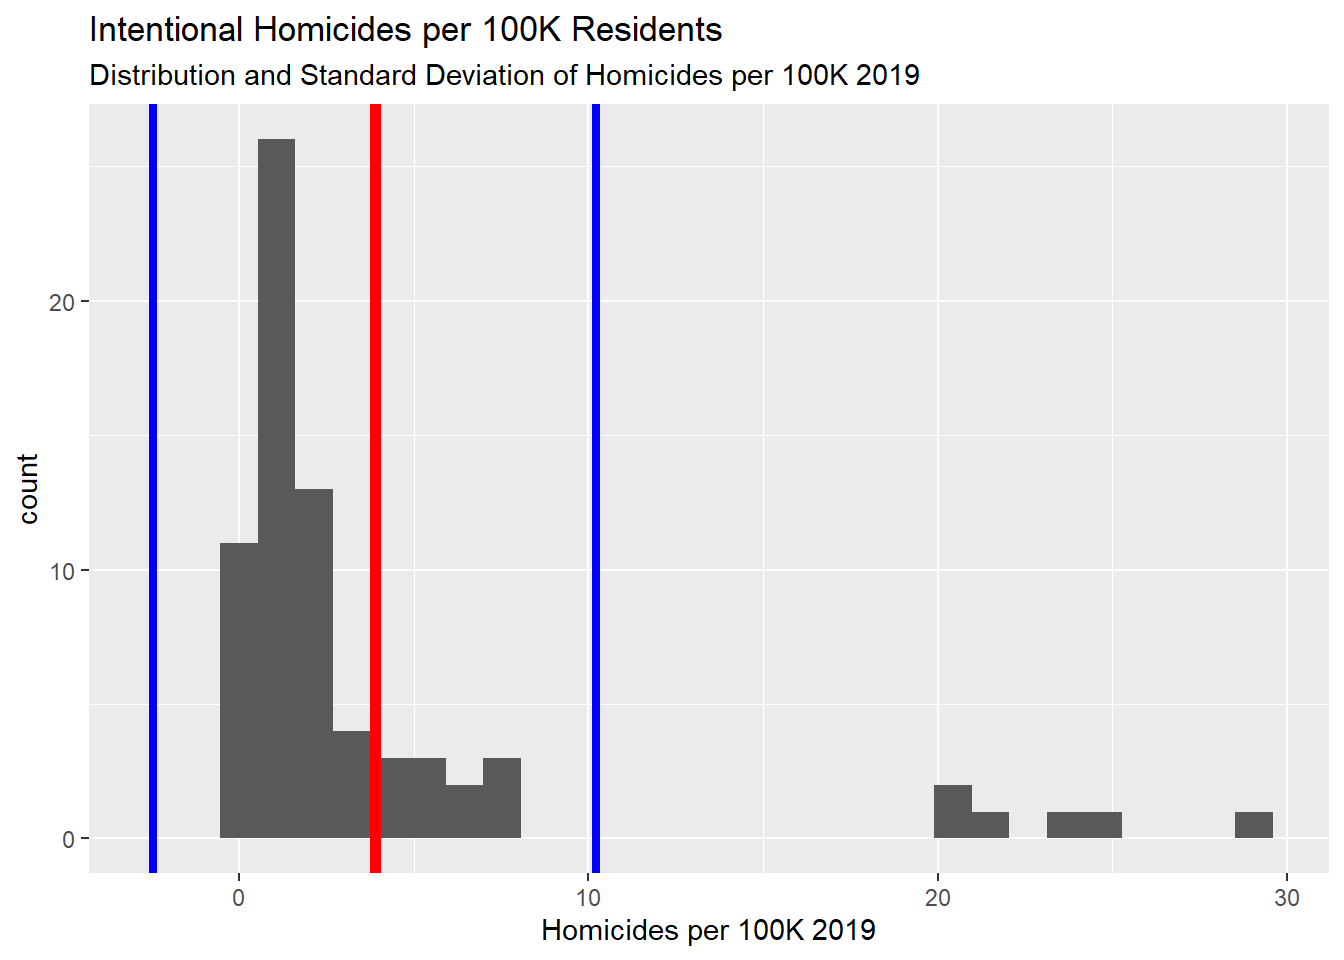 Intentional Homicides per 100K Residents
Distribution and Standard Deviation of Homicides per 100K 2019
count
20
10
0
0
10
20
30
Homicides per 100K 2019